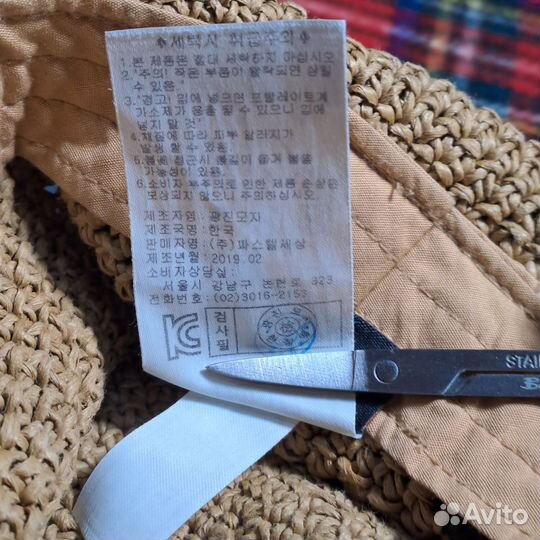 ◆세탁시 취급주의◆
1. 본 제품은 절대 세탁하지 마십시오
2. '주의' 작은 부품이 탈착되면 삼킬
수 있음.
3. '경고' 입에 넣으면 프탈레이트계
가소제가 용출 될 수 있으니 입에
넣지 말 것'
4. 체질에 따라 피부 알러지가
발생 할 수 있음.
5. 접근시 불길이 옮겨 붙을
가능성이 있음.
6. 소비자 부주의로 인한 제품 손상은
보상되지 않으니 주의하십시오.
제조자명: 광진모자
제조국명: 한국
판매자명: (주)파스텔세상
제조년월: 2019.02
소비자상담실:
서울시 강남구 논현로 323
전화번호: (02)3016-2153
KC 검사필
STAI
Avito